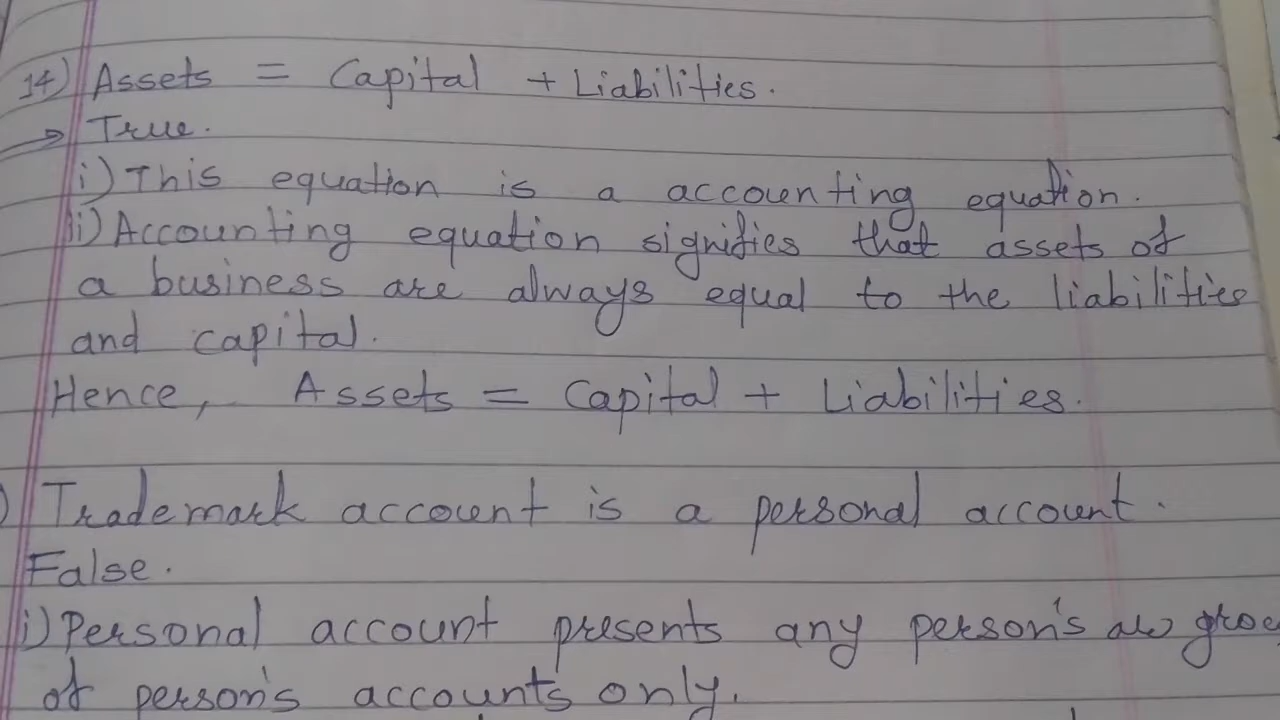 14) Assets = Capital + Liabilities.
⇒ True.
i) This equation is a accounting equation.
ii) Accounting equation signifies that assets of
a business are always equal to the liabilities
and capital.
Hence, Assets = Capital + Liabilities.
) Trademark account is a personal account.
False.
i) Personal account presents any person's
of person's accounts only.